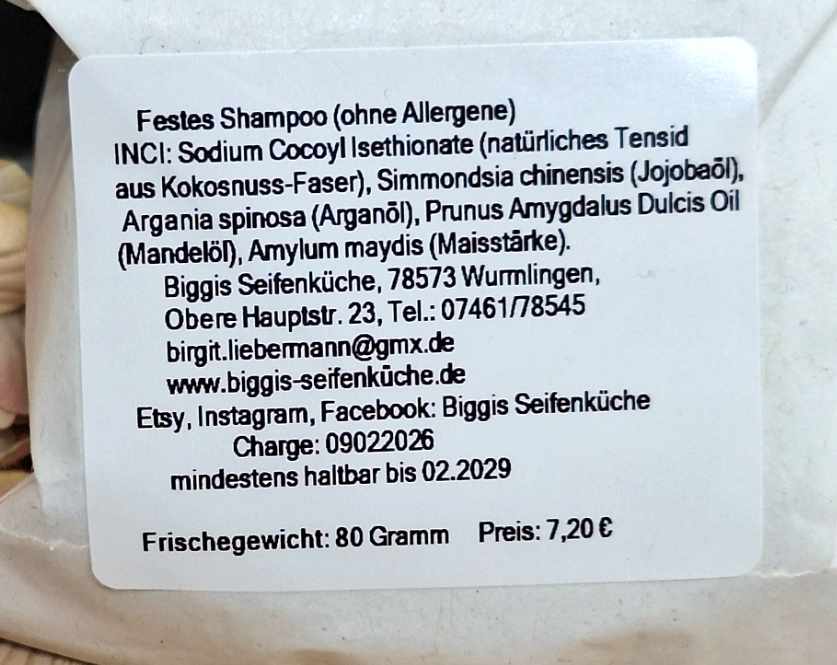 Festes Shampoo (ohne Allergene)
INCI: Sodium Cocoyl Isethionate (natürliches Tensid
aus Kokosnuss-Faser), Simmondsia chinensis (Jojobaöl),
Argania spinosa (Arganöl), Prunus Amygdalus Dulcis Oil
(Mandelöl), Amylum maydis (Maisstärke).
Biggis Seifenküche, 78573 Wurmlingen,
Obere Hauptstr. 23, Tel.: 07461/78545
birgit.liebermann@gmx.de
www.biggis-seifenküche.de
Etsy, Instagram, Facebook: Biggis Seifenküche
Charge: 09022026
mindestens haltbar bis 02.2029
Frischegewicht: 80 Gramm Preis: 7,20 €